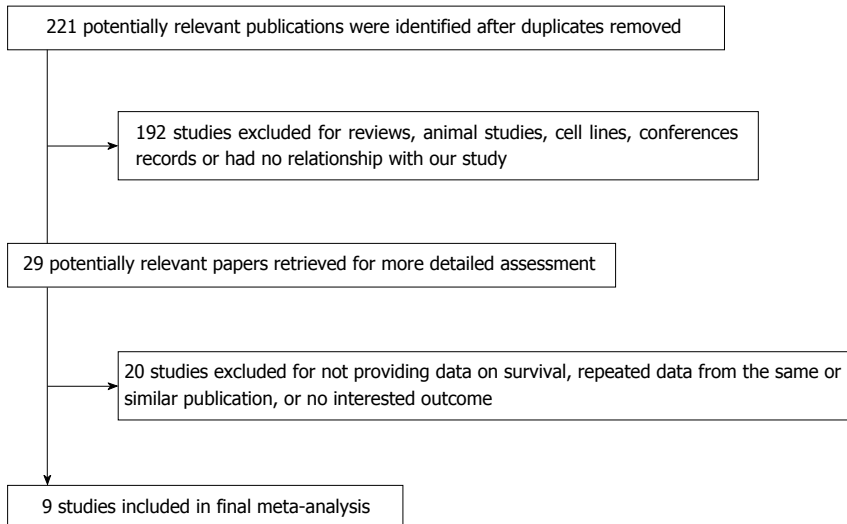 221 potentially relevant publications were identified after duplicates removed
192 studies excluded for reviews, animal studies, cell lines, conferences
records or had no relationship with our study
29 potentially relevant papers retrieved for more detailed assessment
20 studies excluded for not providing data on survival, repeated data from the same or
similar publication, or no interested outcome
9 studies included in final meta-analysis